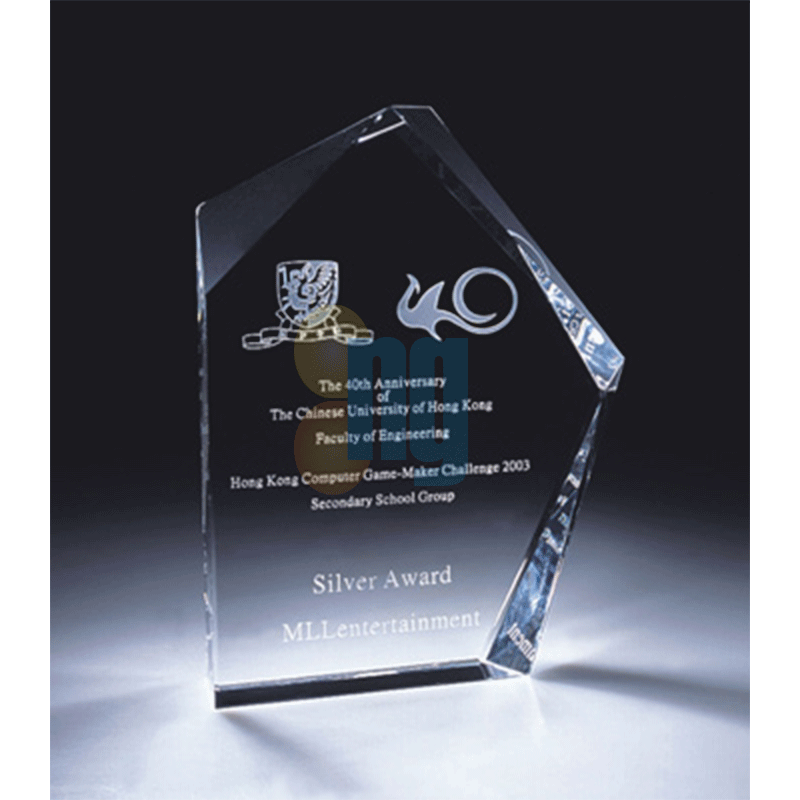 ng
The 40th Anniversary
of
The Chinese University of Hong Kong
Faculty of Engineering
Hong Kong Computer Game-Maker Challenge 2003
Secondary School Group
Silver Award
MLLentertainment